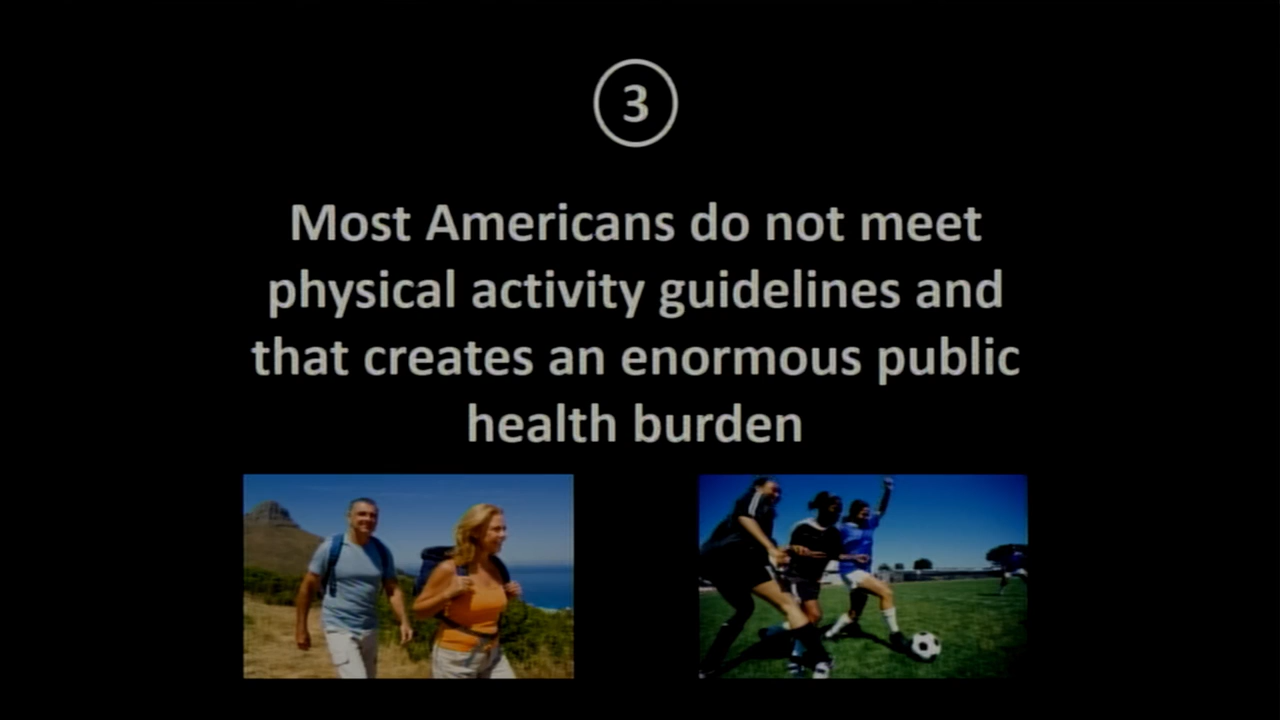 3
Most Americans do not meet
physical activity guidelines and
that creates an enormous public
health burden